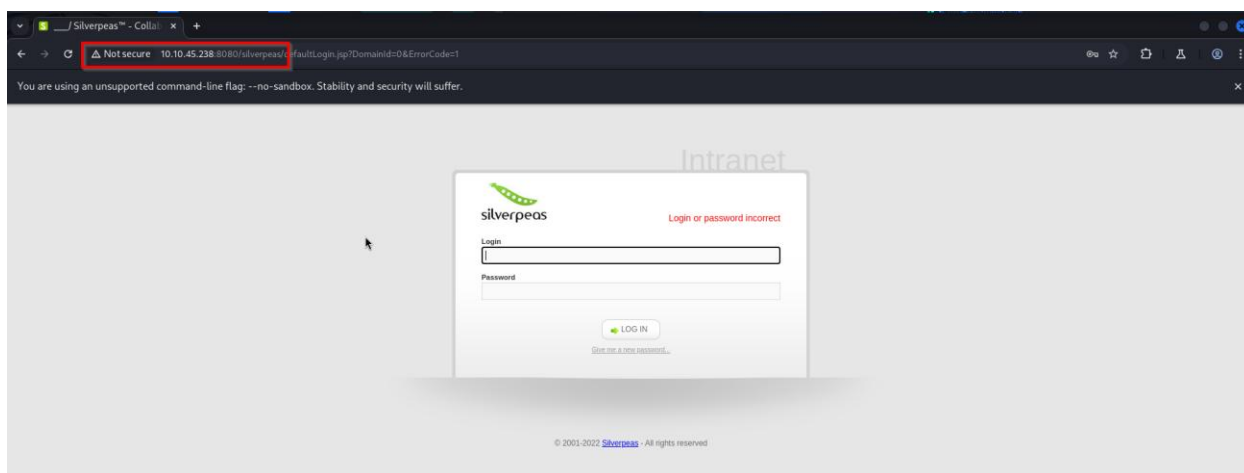 ___/ Silverpeas™ - Collab
Not secure 10.10.45.238:8080/silverpeas/defaultLogin.jsp?DomainId=0&ErrorCode=1
You are using an unsupported command-line flag: --no-sandbox. Stability and security will suffer.
Intranet
silverpeas
Login or password incorrect
Login
Password
LOG IN
Give me a new password...
© 2001-2022 Silverpeas - All rights reserved